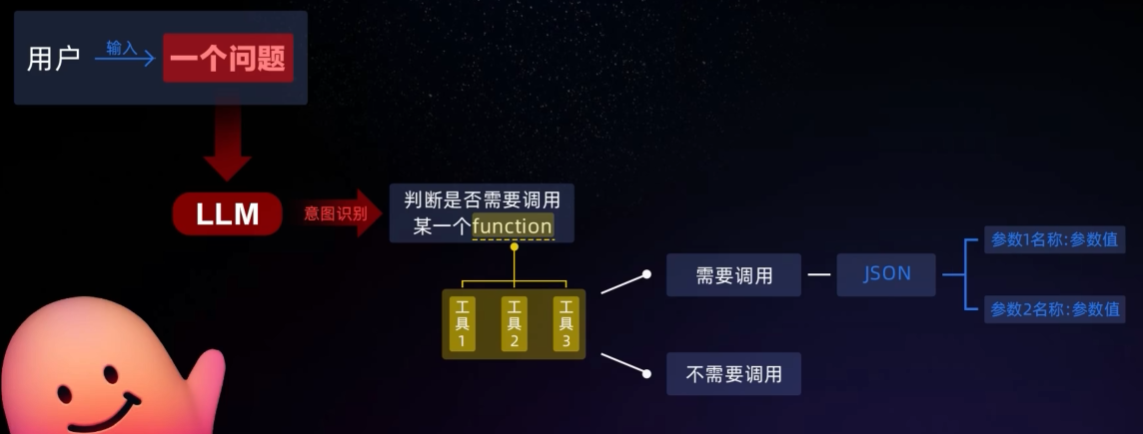 用户
输入
一个问题
LLM
意图识别
判断是否需要调用
某一个function
工具1
工具2
工具3
需要调用
JSON
参数1名称:参数值
参数2名称:参数值
不需要调用